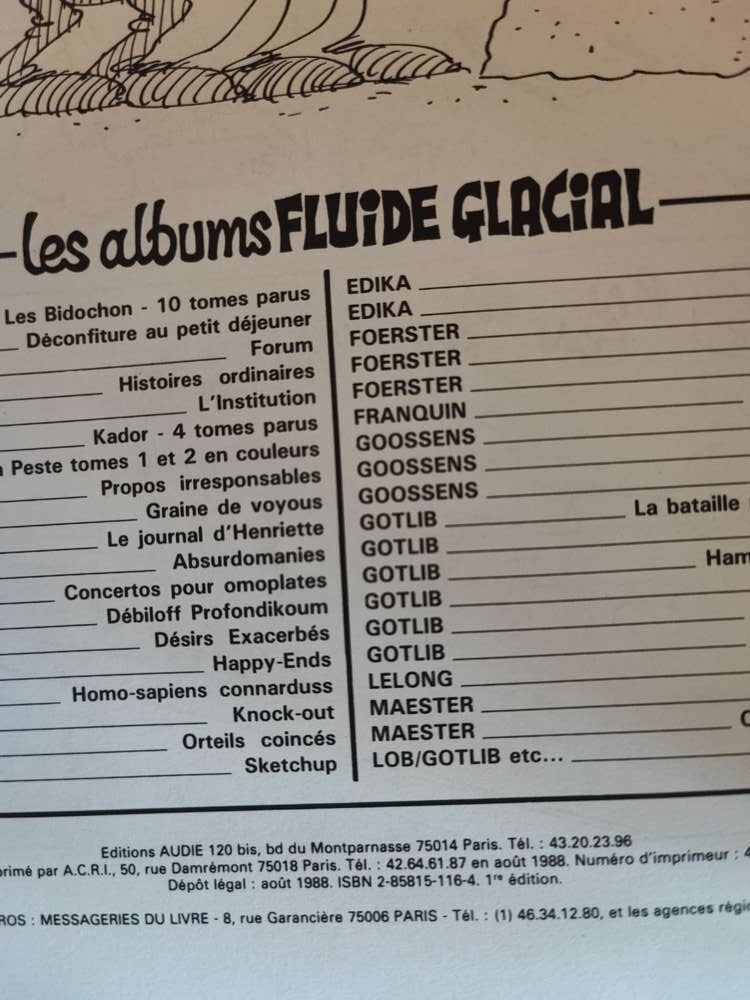 les albums FLUIDE GLACIAL
Les Bidochon - 10 tomes parus
Déconfiture au petit déjeuner
Forum
Histoires ordinaires
L'Institution
Kador - 4 tomes parus
Peste tomes 1 et 2 en couleurs
Propos irresponsables
Graine de voyous
Le journal d'Henriette
Absurdomanies
Concertos pour omoplates
Débiloff Profondikoum
Désirs Exacerbés
Happy-Ends
Homo-sapiens connarduss
Knock-out
Orteils coincés
Sketchup
EDIKA
EDIKA
FOERSTER
FOERSTER
FOERSTER
FRANQUIN
GOOSSENS
GOOSSENS
GOOSSENS
GOTLIB La bataille
GOTLIB
GOTLIB Ham
GOTLIB
GOTLIB
GOTLIB
LELONG
MAESTER
MAESTER
LOB/GOTLIB etc...
Editions AUDIE 120 bis, bd du Montparnasse 75014 Paris. Tél. : 43.20.23.96
rimé par A.C.R.I., 50, rue Damrémont 75018 Paris. Tél. : 42.64.61.87 en août 1988. Numéro d'imprimeur : 4
Dépôt légal : août 1988. ISBN 2-85815-116-4. 1re édition.
ROS : MESSAGERIES DU LIVRE - 8, rue Garancière 75006 PARIS - Tél. : (1) 46.34.12.80, et les agences régio